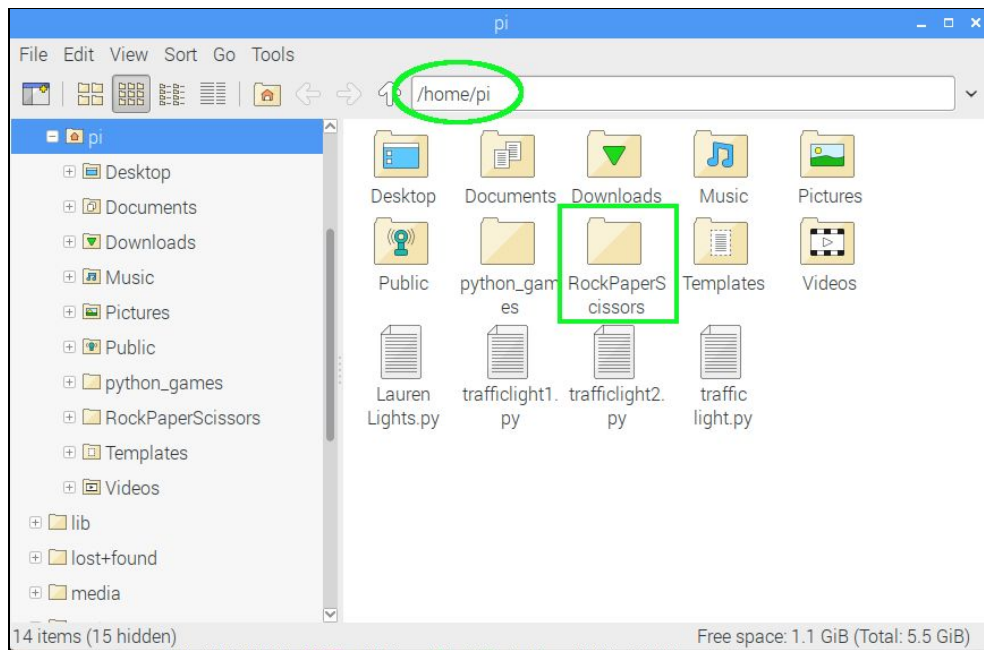 pi
File Edit View Sort Go Tools
/home/pi
pi
Desktop
Documents
Downloads
Music
Pictures
Public
python_games
RockPaperScissors
Templates
Videos
lib
lost+found
media
Desktop Documents Downloads Music Pictures
Public python_gam RockPaperS Templates Videos
es cissors
Lauren trafficlight1. trafficlight2. traffic
Lights.py py py light.py
14 items (15 hidden) Free space: 1.1 GiB (Total: 5.5 GiB)